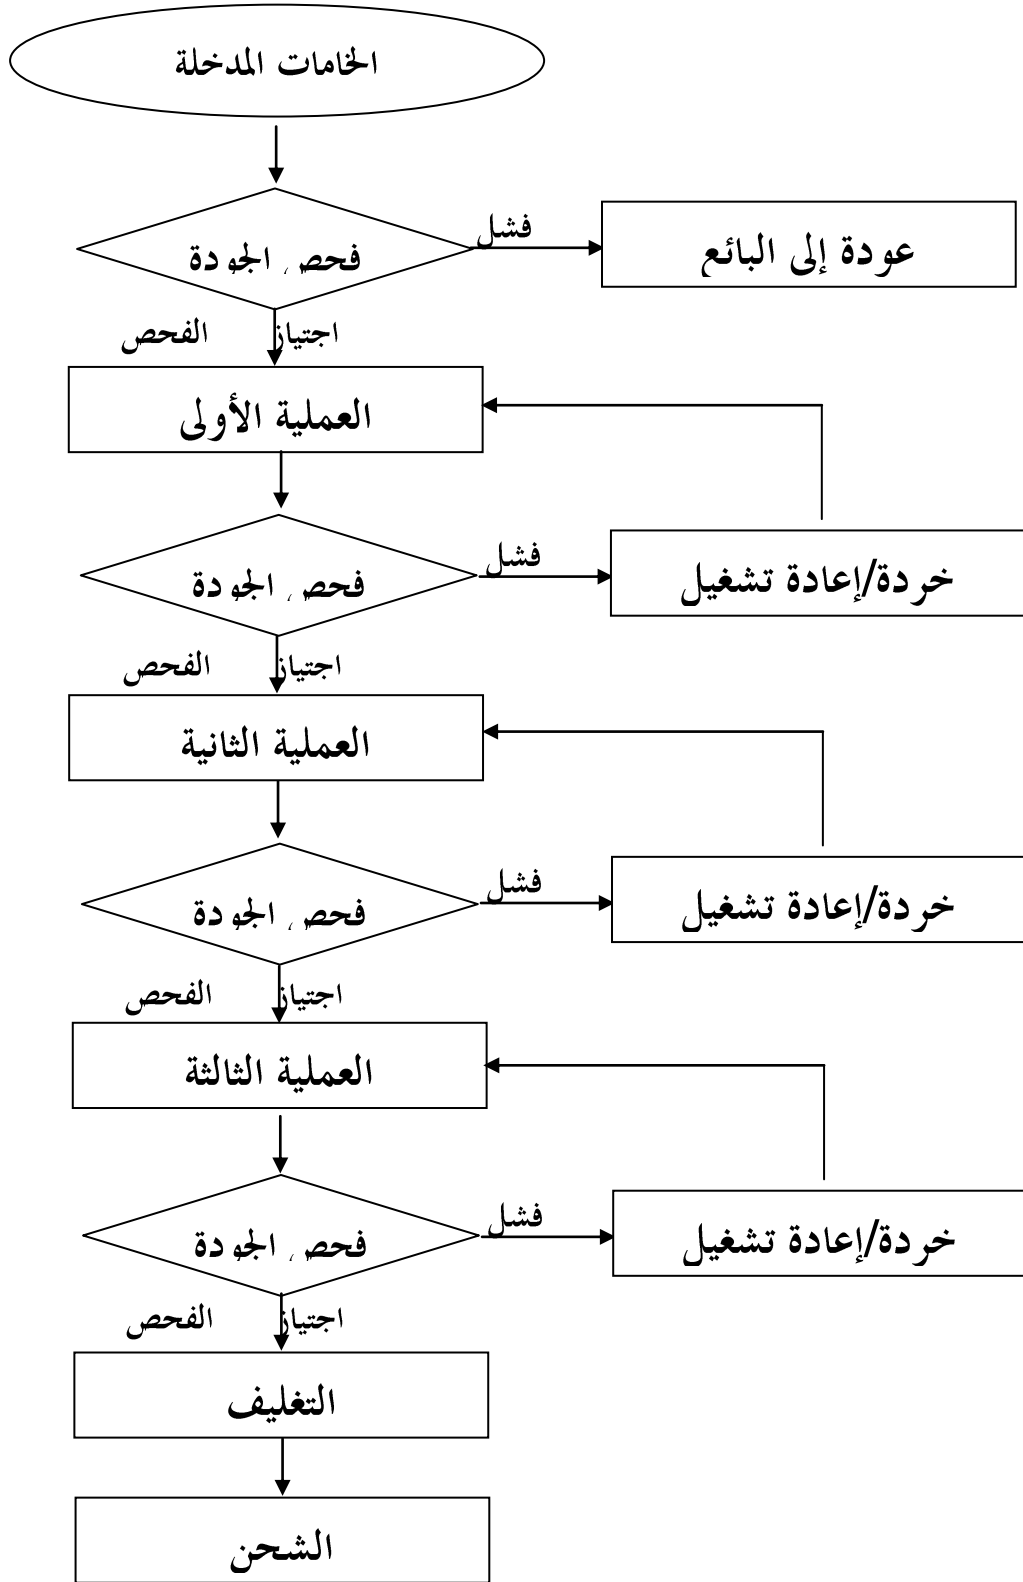 الخامات المدخلة
فحص الجودة
فشل
عودة إلى البائع
اجتياز الفحص
العملية الأولى
فحص الجودة
فشل
خردة/إعادة تشغيل
اجتياز الفحص
العملية الثانية
فحص الجودة
فشل
خردة/إعادة تشغيل
اجتياز الفحص
العملية الثالثة
فحص الجودة
فشل
خردة/إعادة تشغيل
اجتياز الفحص
التغليف
الشحن